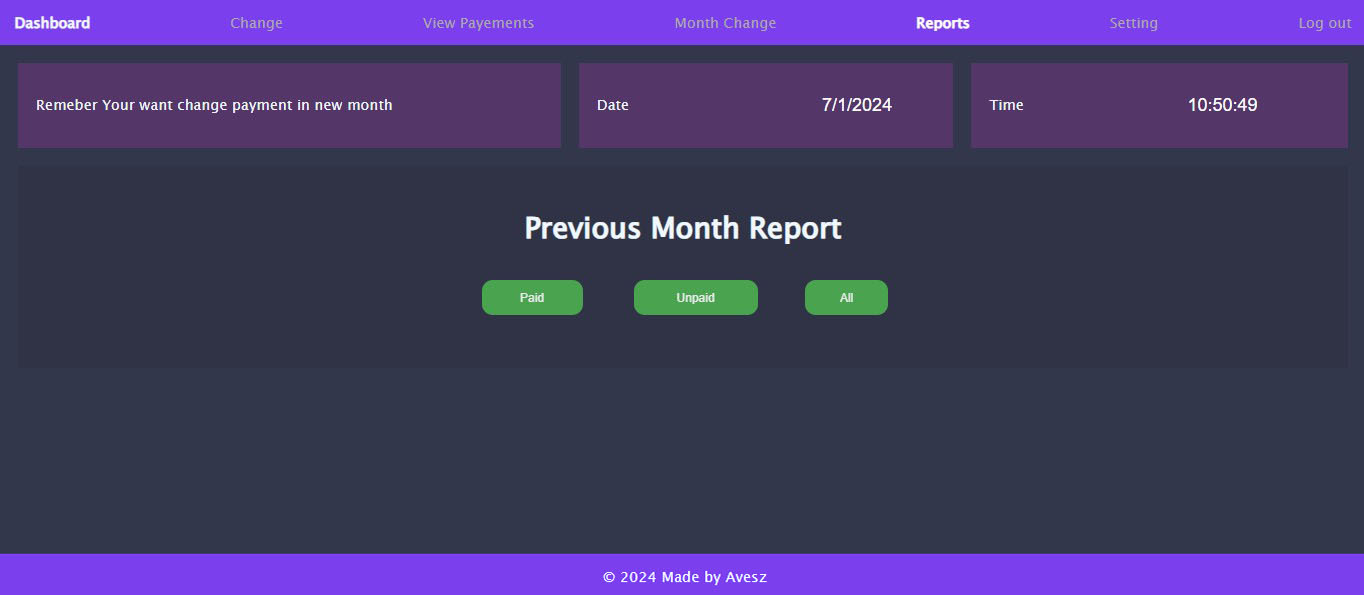 Dashboard Change View Payements Month Change Reports Setting Log out
Remeber Your want change payment in new month Date 7/1/2024 Time 10:50:49
Previous Month Report
Paid Unpaid All
© 2024 Made by Avesz